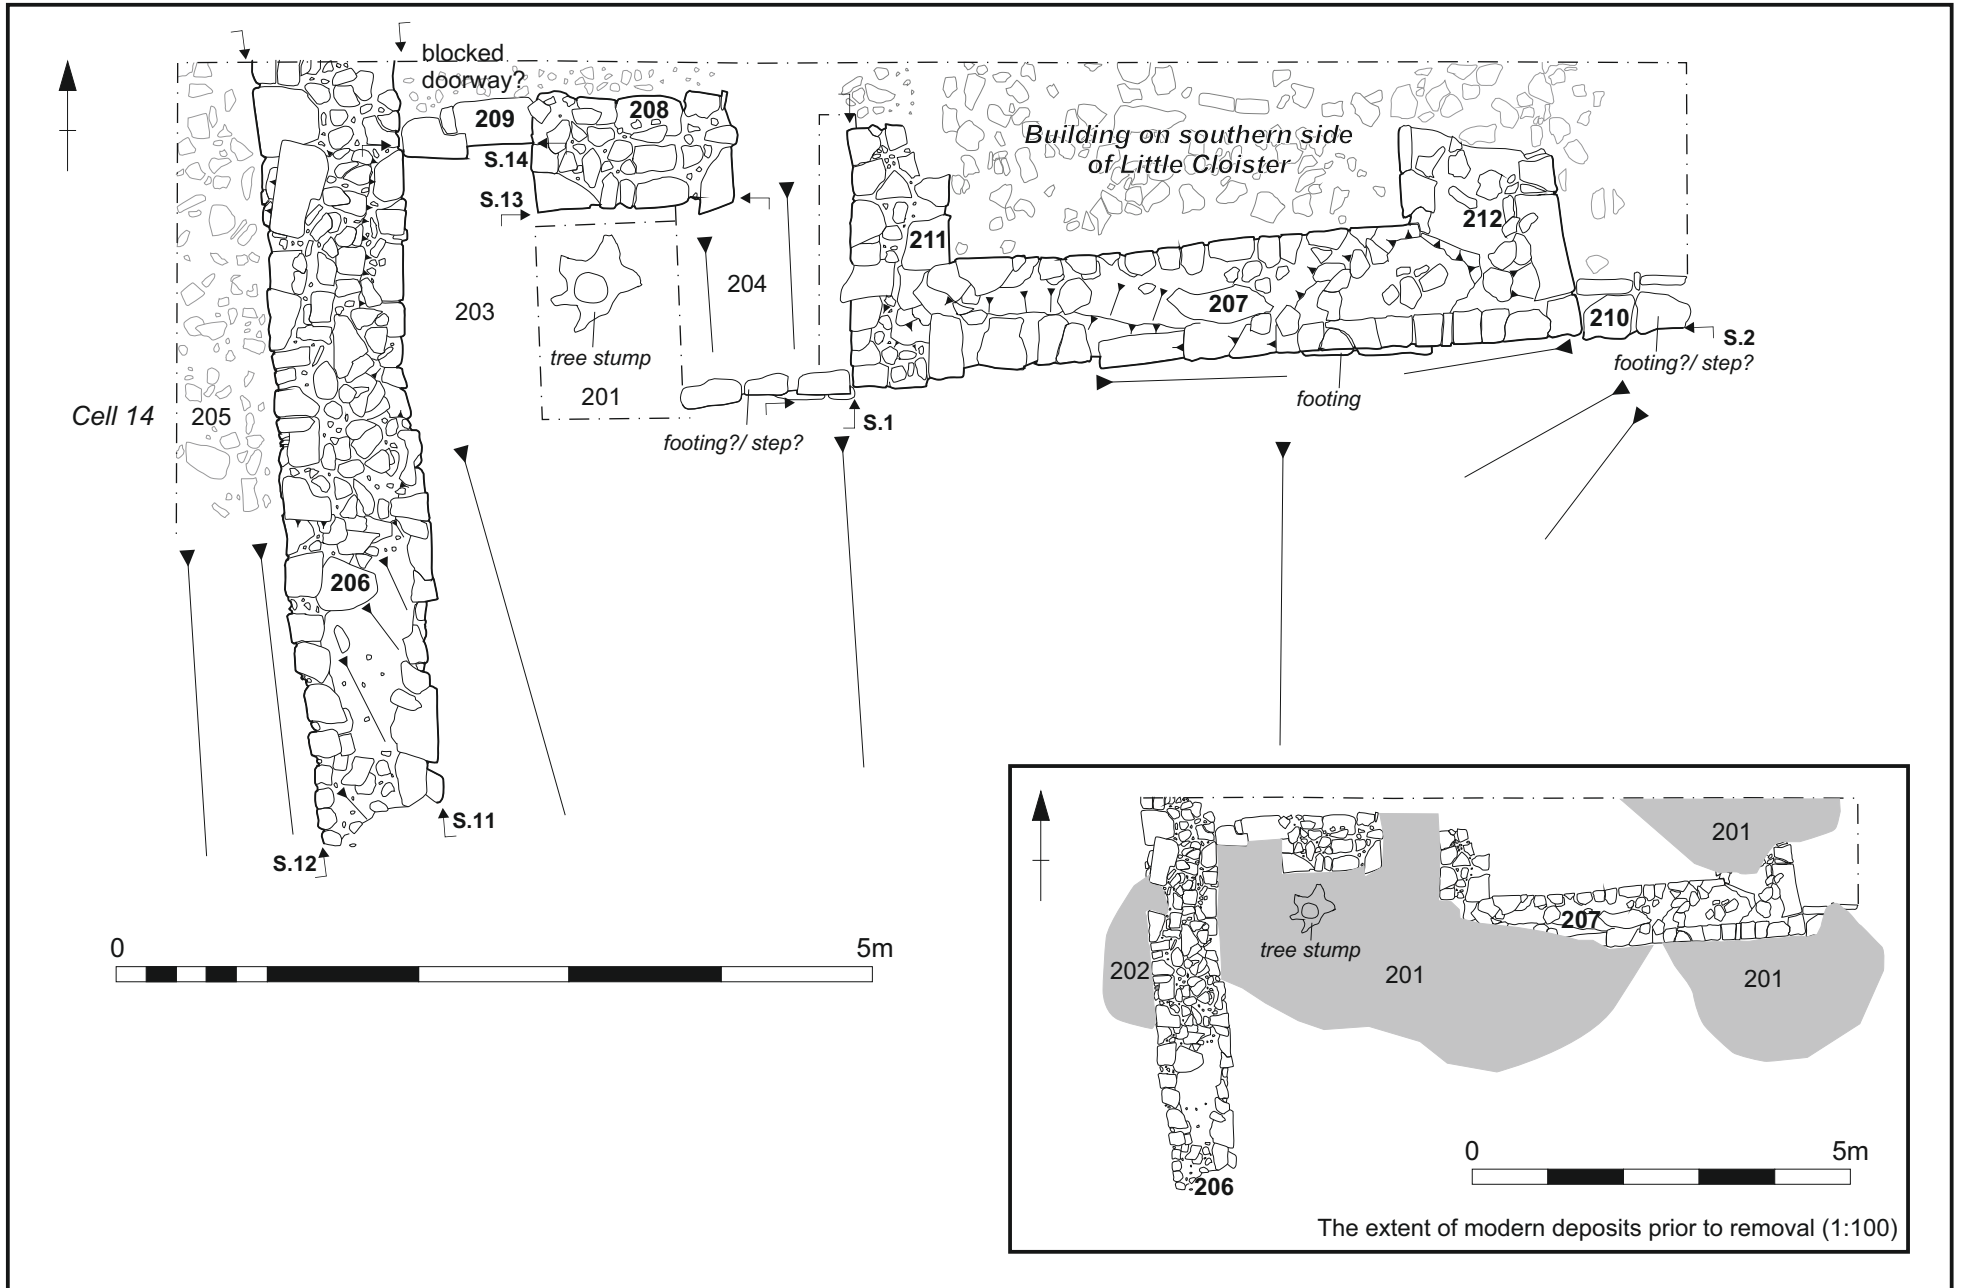 blocked
doorway?
209
208
S.14
S.13
Building on southern side
of Little Cloister
211
212
204
203
207
210
S.2
footing?/ step?
tree stump
201
footing
Cell 14
205
footing?/ step?
S.1
206
S.11
S.12
0
5m
201
207
tree stump
202
201
201
206
0
5m
The extent of modern deposits prior to removal (1:100)